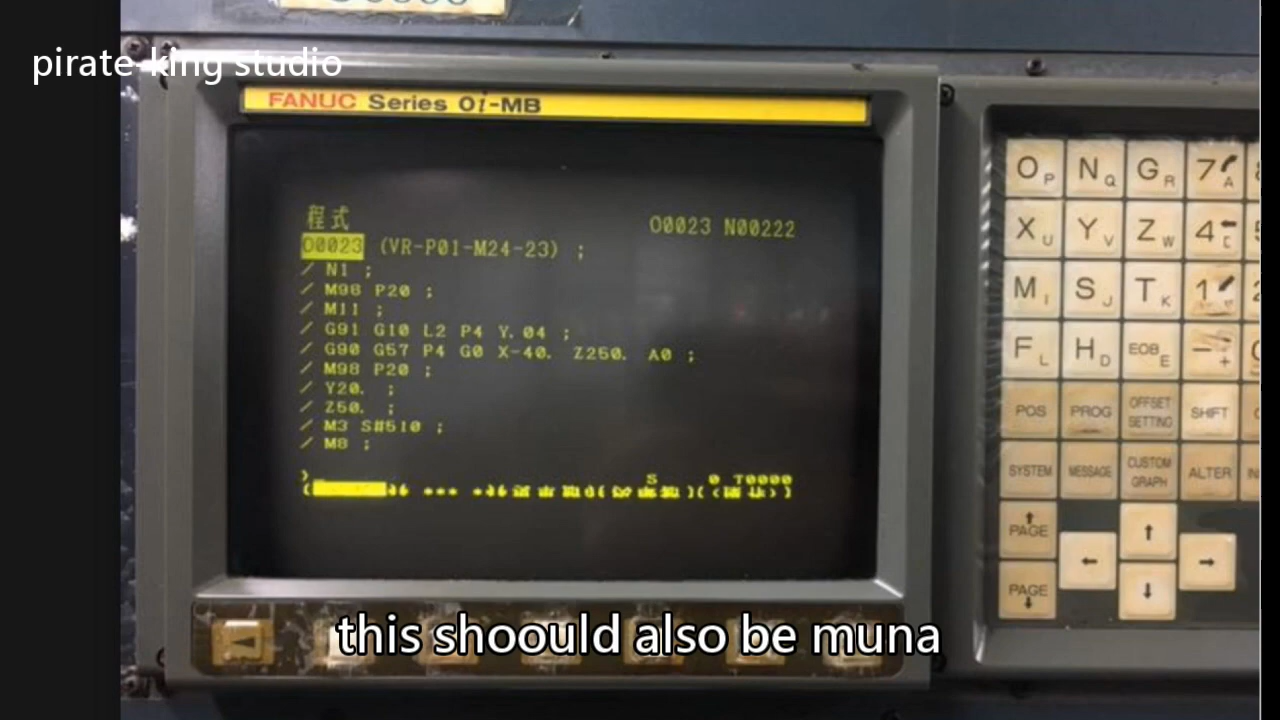 pirate-king studio
FANUC Series 0i-MB
程式 O0023 N00222
O0023 (VR-P01-M24-23) ;
/ N1 ;
/ M98 P20 ;
/ M11 ;
/ G91 G10 L2 P4 Y.04 ;
/ G90 G57 P4 G0 X-40. Z250. A0 ;
/ M98 P20 ;
/ Y20. ;
/ Z50. ;
/ M3 S#510 ;
/ M8 ;
S 0 T0000
O P N Q G R 7 A
X U Y V Z W 4 C
M I S J T K 1
F L H D EOB E - +
POS PROG OFFSET SETTING SHIFT
SYSTEM MESSAGE CUSTOM GRAPH ALTER
PAGE
PAGE
this shoould also be muna